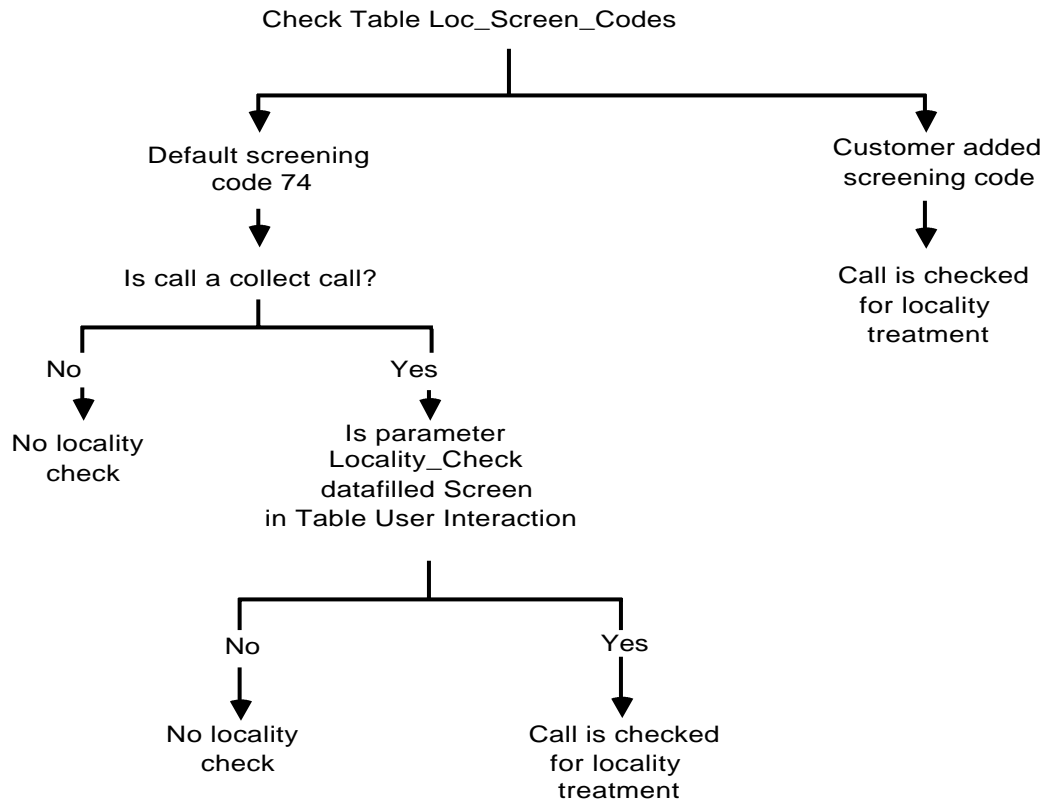 Check Table Loc_Screen_Codes
Default screening
code 74
Customer added
screening code
Is call a collect call?
Call is checked
for locality
treatment
No
Yes
No locality
check
Is parameter
Locality_Check
datafilled Screen
in Table User Interaction
No
Yes
No locality
check
Call is checked
for locality
treatment